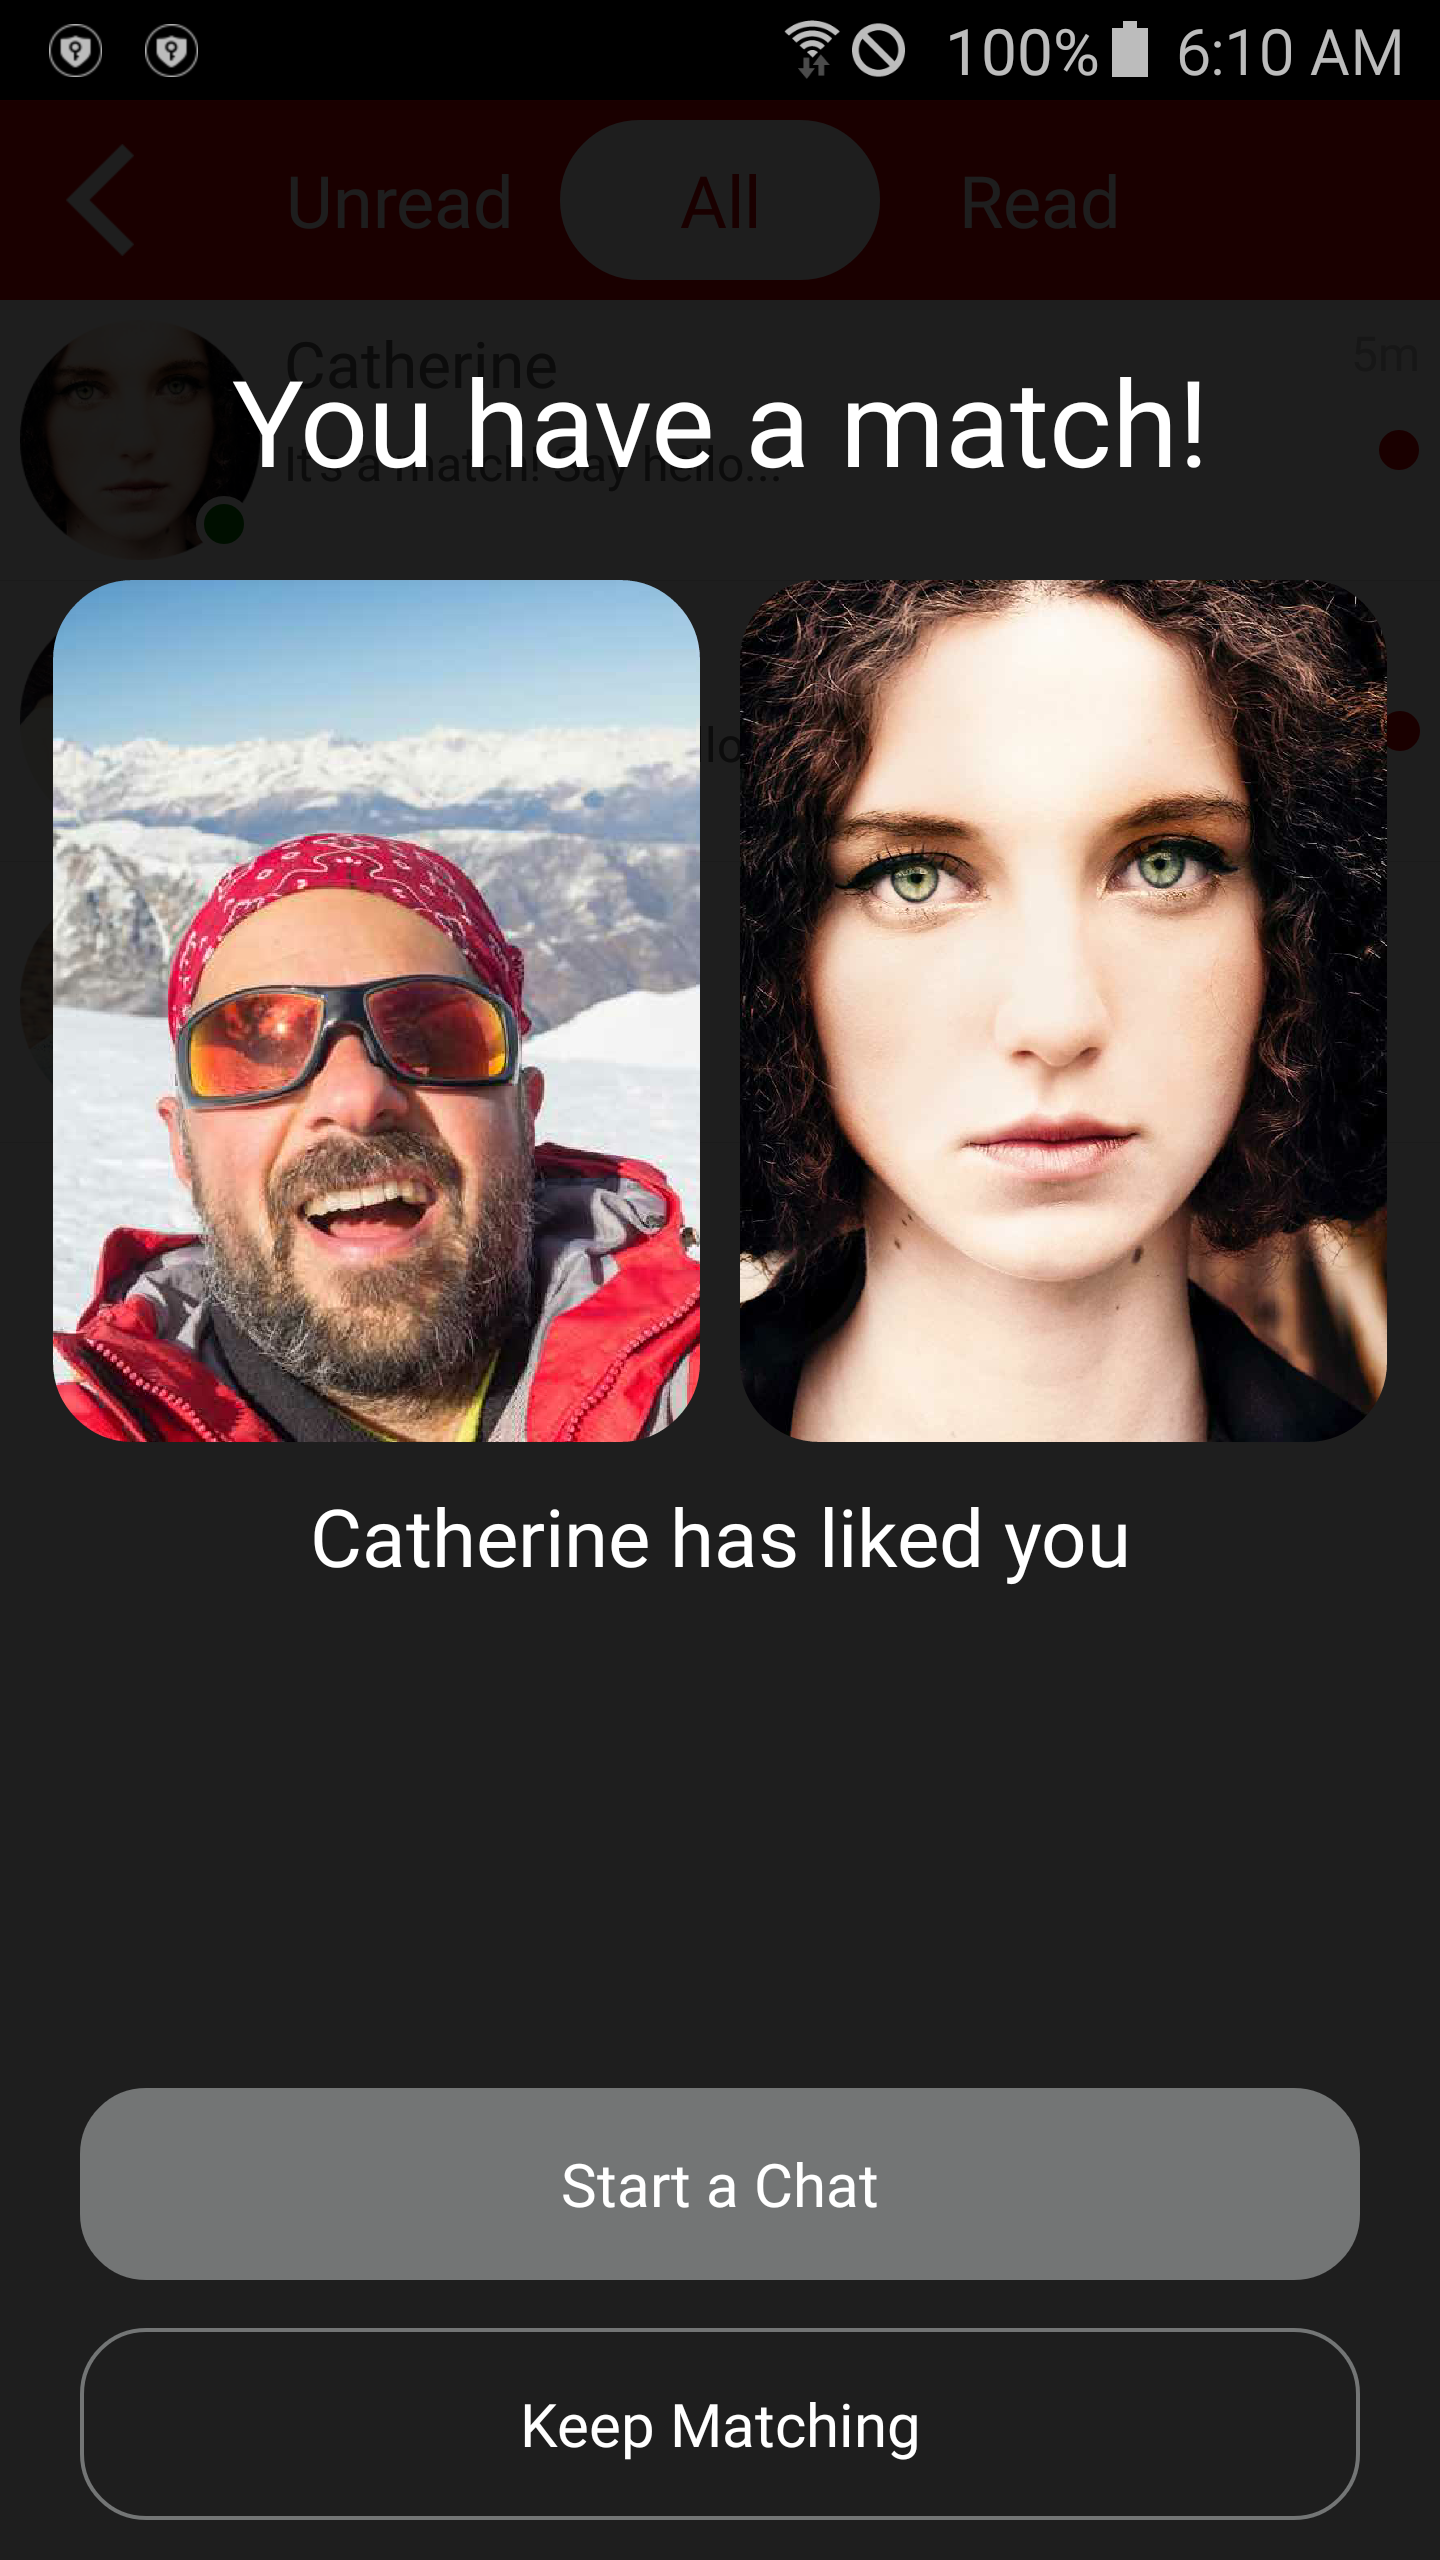 100% 6:10 AM
Unread All Read
Catherine 5m
You have a match!
It's a match! Say hello...
lo
Catherine has liked you
Start a Chat
Keep Matching